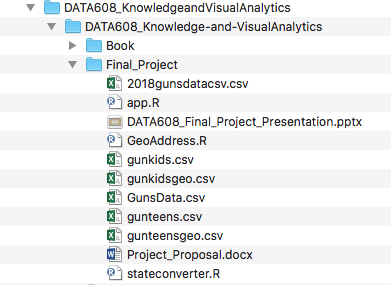 DATA608_KnowledgeandVisualAnalytics
DATA608_Knowledge-and-VisualAnalytics
Book
Final_Project
2018gunsdatacsv.csv
app.R
DATA608_Final_Project_Presentation.pptx
GeoAddress.R
gunkids.csv
gunkidsgeo.csv
GunsData.csv
gunteens.csv
gunteensgeo.csv
Project_Proposal.docx
stateconverter.R